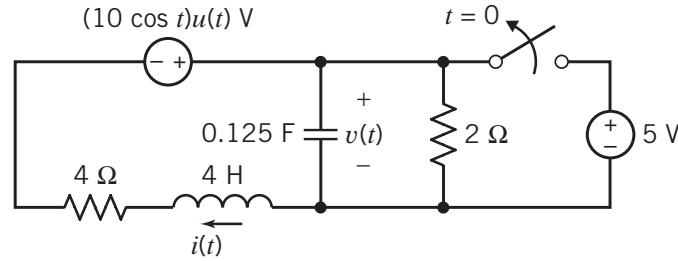 (10 cos t)u(t) V
t = 0
− +
+
0.125 F
v(t)
−
2 Ω
+
−
5 V
4 Ω
4 H
i(t)